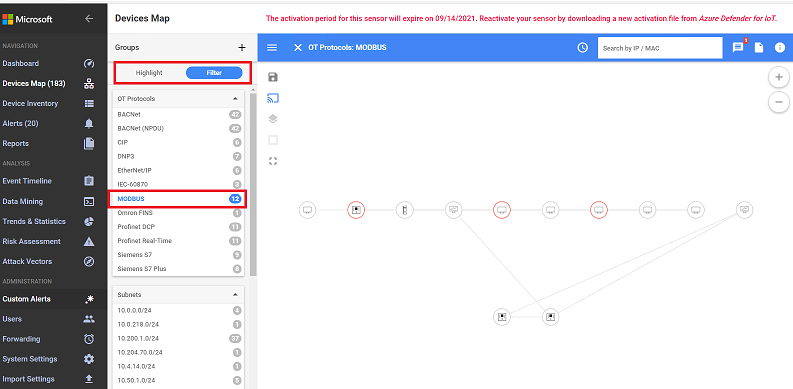 Microsoft
Devices Map
The activation period for this sensor will expire on 09/14/2021. Reactivate your sensor by downloading a new activation file from Azure Defender for IoT.
NAVIGATION
Dashboard
Devices Map (183)
Device Inventory
Alerts (20)
Reports
ANALYSIS
Event Timeline
Data Mining
Trends & Statistics
Risk Assessment
Attack Vectors
ADMINISTRATION
Custom Alerts
Users
Forwarding
System Settings
Import Settings
Groups
Highlight Filter
OT Protocols
BACNet 42
BACNet (NPDU) 42
CIP 6
DNP3 7
EtherNet/IP 6
IEC-60870 3
MODBUS 12
Omron FINS 1
Profinet DCP 11
Profinet Real-Time 11
Siemens S7 5
Siemens S7 Plus 8
Subnets
10.0.0.0/24 4
10.0.218.0/24 1
10.200.1.0/24 37
10.204.70.0/24 1
10.4.14.0/24 1
10.50.1.0/24 5
OT Protocols: MODBUS
Search by IP / MAC